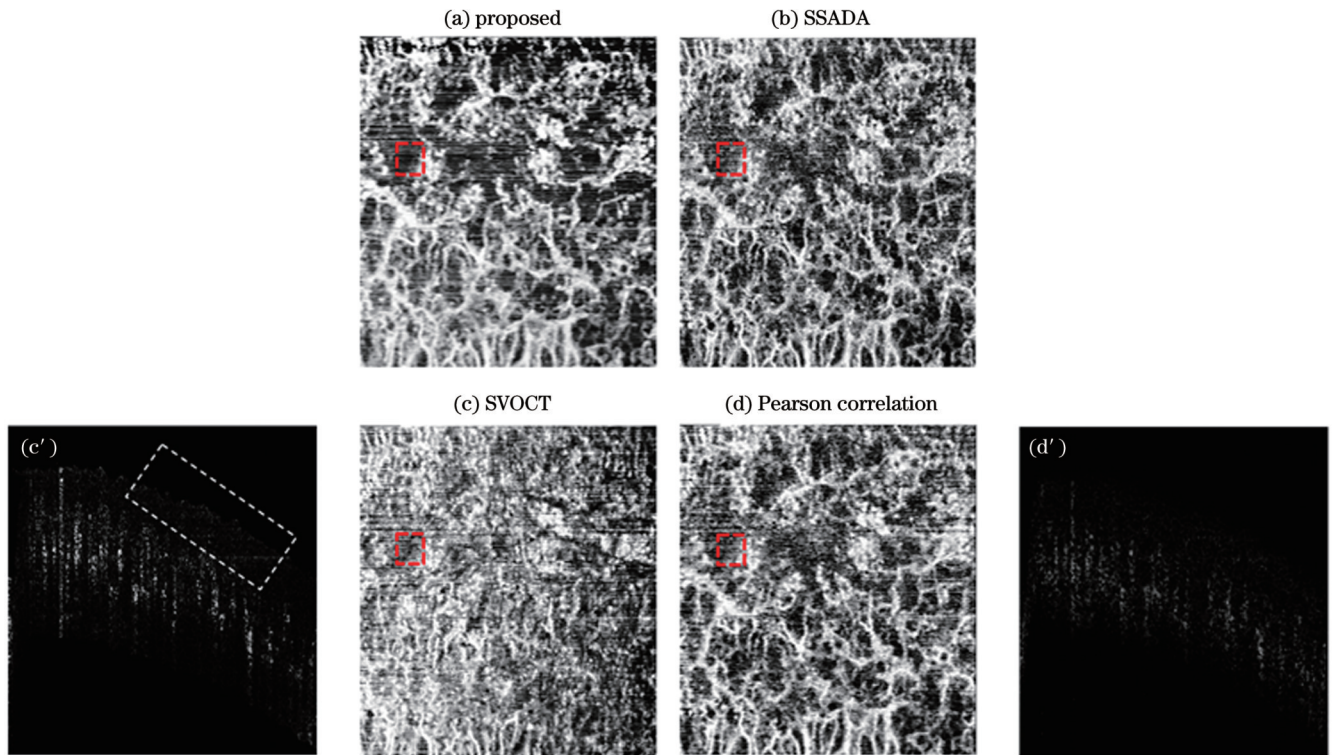 (a) proposed
(b) SSADA
(c) SVOCT
(d) Pearson correlation
(c′)
(d′)